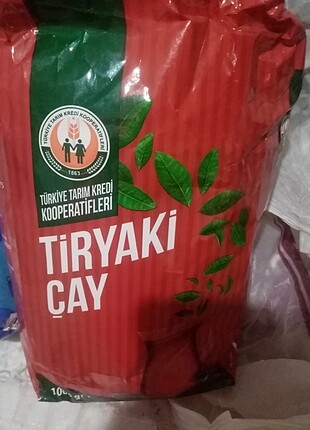 TÜRKİYE TARIM KREDİ KOOPERATİFLERİ
1863
TÜRKİYE TARIM KREDİ
KOOPERATİFLERİ
TİRYAKİ
ÇAY